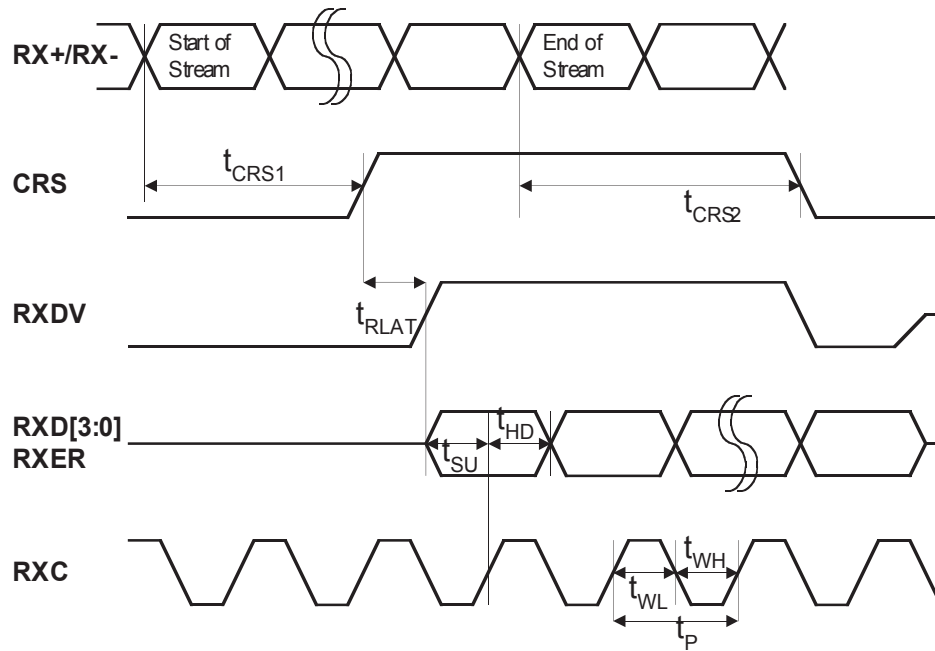 RX+/RX-
Start of
Stream
End of
Stream
CRS
tCRS1
tCRS2
RXDV
tRLAT
RXD[3:0]
RXER
tSU
tHD
RXC
tWH
tWL
tP